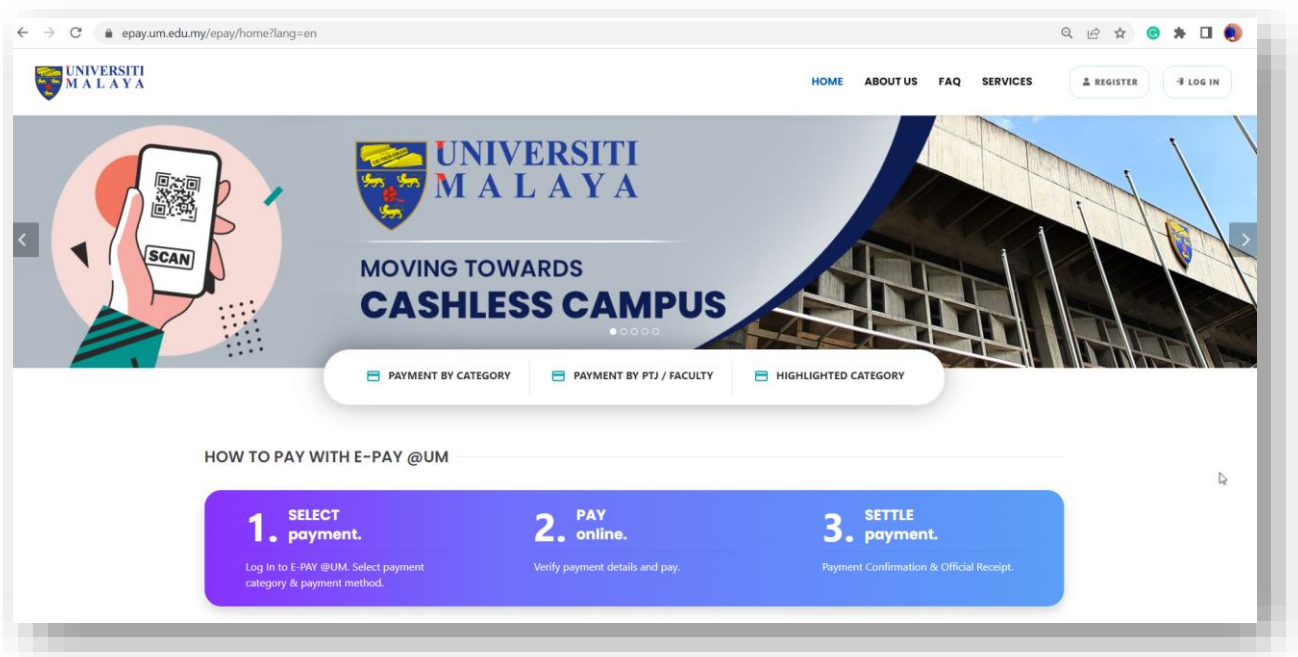 epay.um.edu.my/epay/home?lang=en
UNIVERSITI
MALAYA
HOME ABOUT US FAQ SERVICES REGISTER LOG IN
UNIVERSITI
MALAYA
SCAN
MOVING TOWARDS
CASHLESS CAMPUS
PAYMENT BY CATEGORY PAYMENT BY PTJ / FACULTY HIGHLIGHTED CATEGORY
HOW TO PAY WITH E-PAY @UM
1. SELECT
payment.
Log In to E-PAY @UM. Select payment
category & payment method.
2. PAY
online.
Verify payment details and pay.
3. SETTLE
payment.
Payment Confirmation & Official Receipt.